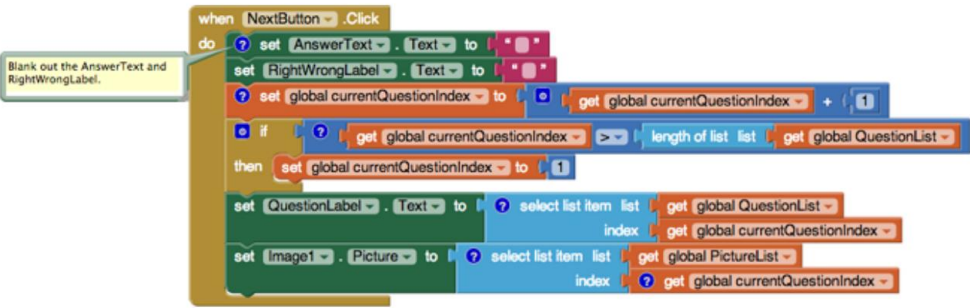 when NextButton .Click
do ? set AnswerText . Text to " "
Blank out the AnswerText and
RightWrongLabel.
set RightWrongLabel . Text to " "
? set global currentQuestionIndex to get global currentQuestionIndex + 1
if ? get global currentQuestionIndex > length of list list get global QuestionList
then set global currentQuestionIndex to 1
set QuestionLabel . Text to ? select list item list get global QuestionList
index get global currentQuestionIndex
set Image1 . Picture to ? select list item list get global PictureList
index ? get global currentQuestionIndex